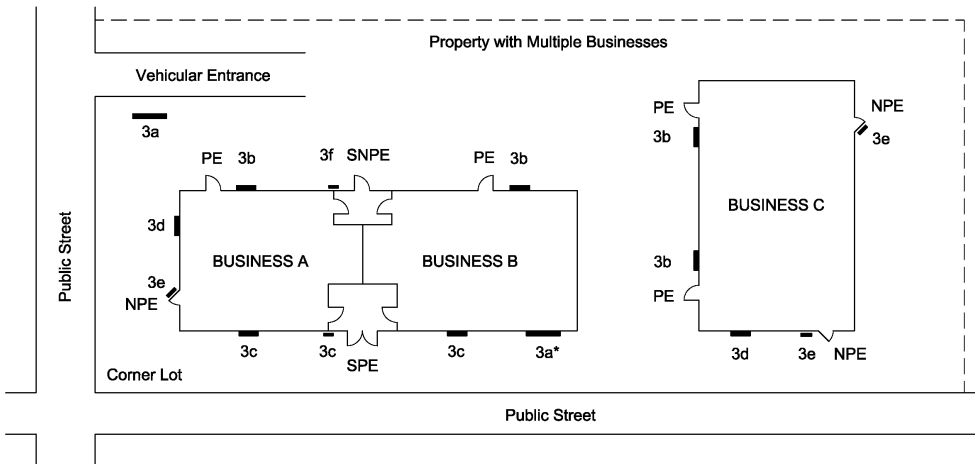 Property with Multiple Businesses
Vehicular Entrance
3a
PE
3b
3f
SNPE
PE
3b
PE
3b
NPE
3e
BUSINESS C
3d
BUSINESS A
BUSINESS B
3e
NPE
3b
PE
Public Street
3c
3c
SPE
3c
3a*
3d
3e
NPE
Corner Lot
Public Street